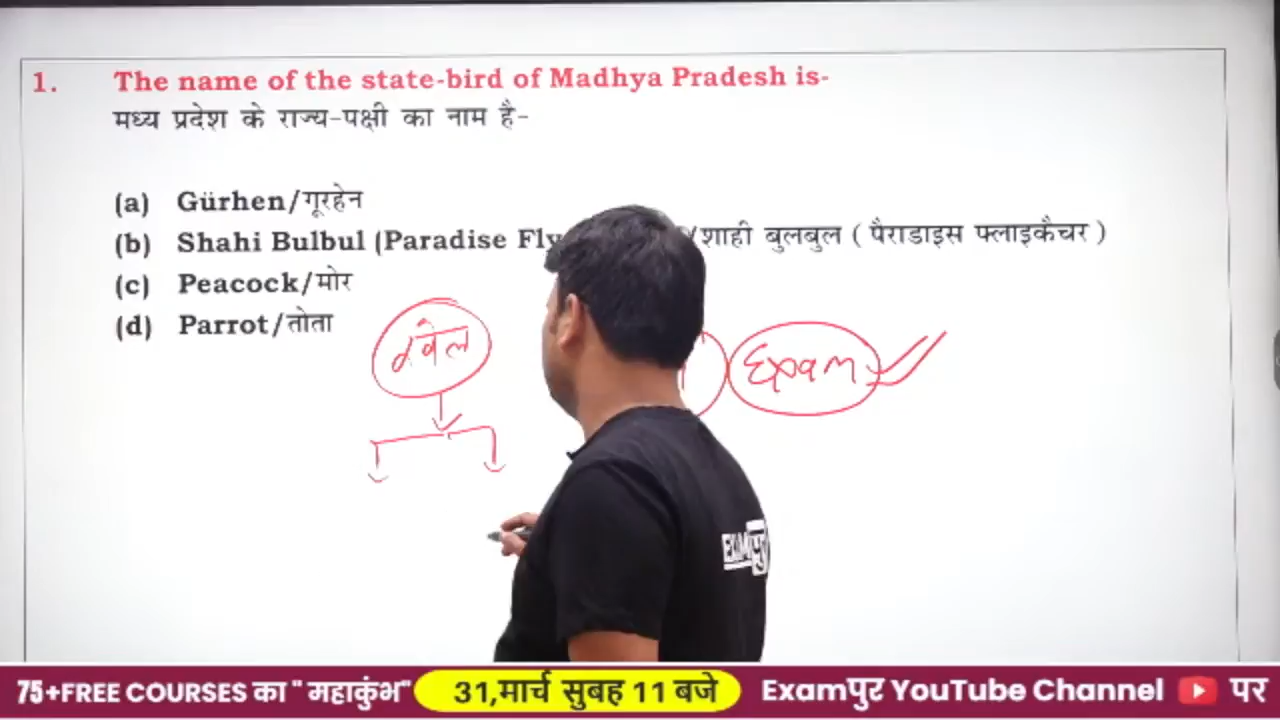 1. The name of the state-bird of Madhya Pradesh is-
मध्य प्रदेश के राज्य-पक्षी का नाम है-
(a) Gürhen/गूरहेन
(b) Shahi Bulbul (Paradise Fly /शाही बुलबुल ( पैराडाइस फ्लाइकैचर )
(c) Peacock/मोर
(d) Parrot/तोता
Exam
EXAMपुर
75+FREE COURSES का " महाकुंभ" 31,मार्च सुबह 11 बजे Examपुर YouTube Channel पर